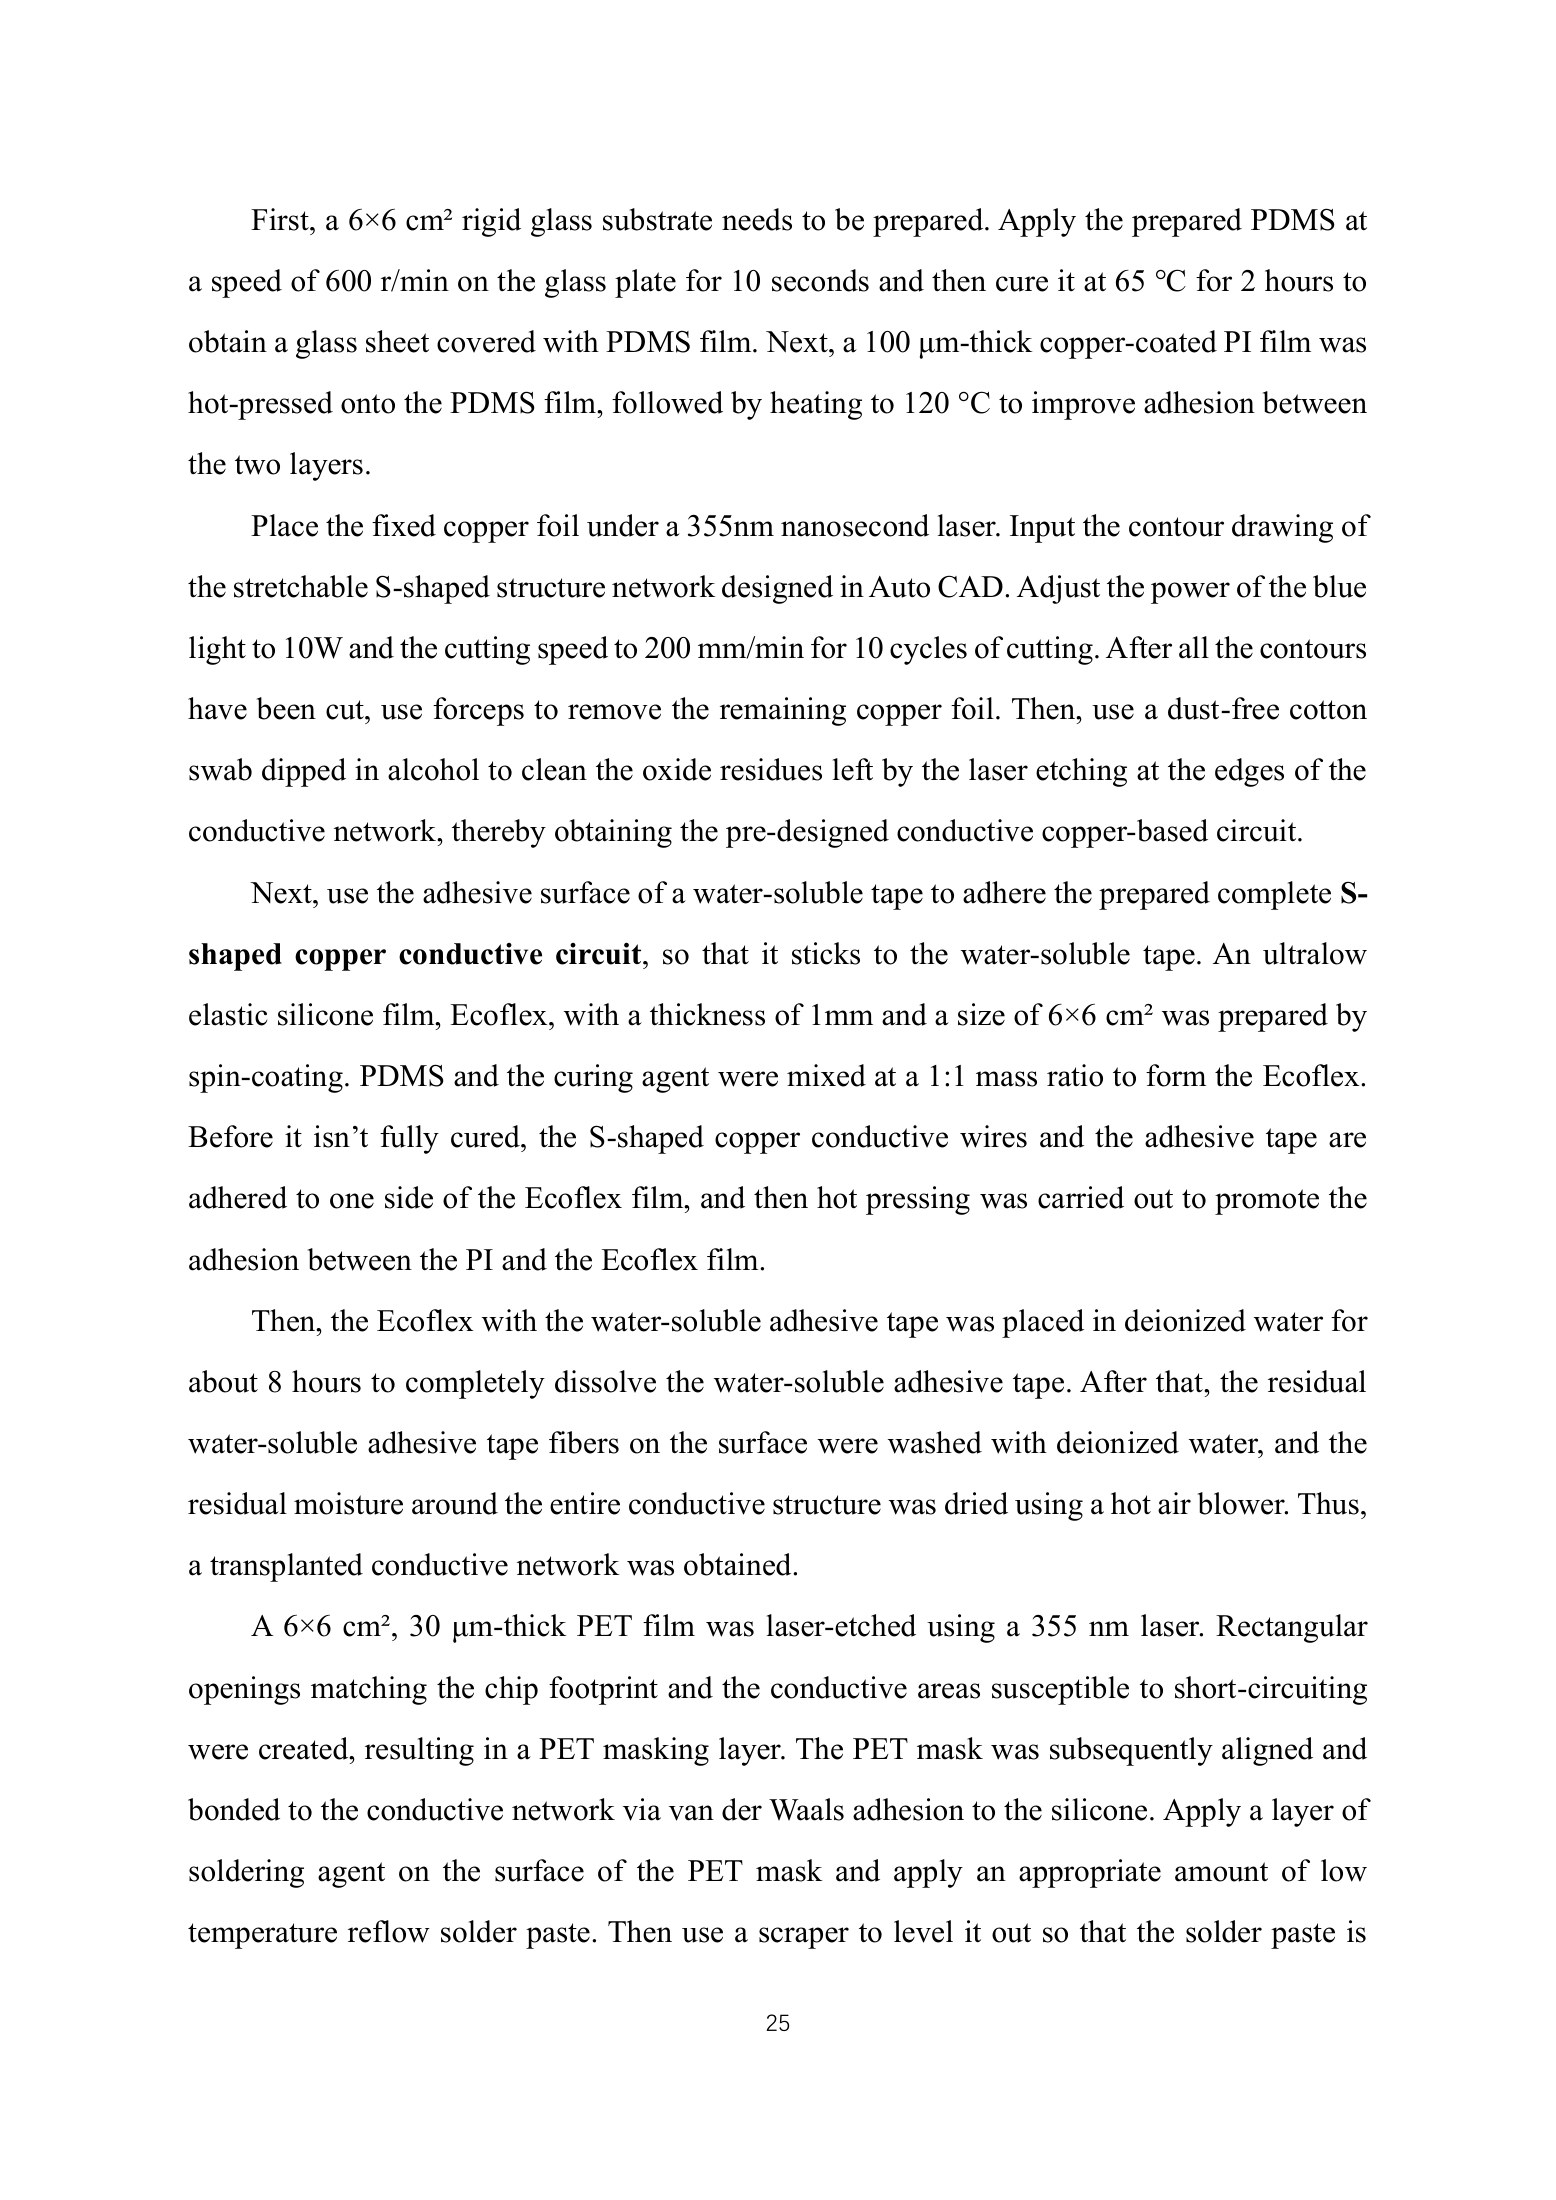 First, a 6×6 cm² rigid glass substrate needs to be prepared. Apply the prepared PDMS at
a speed of 600 r/min on the glass plate for 10 seconds and then cure it at 65 ℃ for 2 hours to
obtain a glass sheet covered with PDMS film. Next, a 100 μm-thick copper-coated PI film was
hot-pressed onto the PDMS film, followed by heating to 120 °C to improve adhesion between
the two layers.
Place the fixed copper foil under a 355nm nanosecond laser. Input the contour drawing of
the stretchable S-shaped structure network designed in Auto CAD. Adjust the power of the blue
light to 10W and the cutting speed to 200 mm/min for 10 cycles of cutting. After all the contours
have been cut, use forceps to remove the remaining copper foil. Then, use a dust-free cotton
swab dipped in alcohol to clean the oxide residues left by the laser etching at the edges of the
conductive network, thereby obtaining the pre-designed conductive copper-based circuit.
Next, use the adhesive surface of a water-soluble tape to adhere the prepared complete S-
shaped copper conductive circuit, so that it sticks to the water-soluble tape. An ultralow
elastic silicone film, Ecoflex, with a thickness of 1mm and a size of 6×6 cm² was prepared by
spin-coating. PDMS and the curing agent were mixed at a 1:1 mass ratio to form the Ecoflex.
Before it isn’t fully cured, the S-shaped copper conductive wires and the adhesive tape are
adhered to one side of the Ecoflex film, and then hot pressing was carried out to promote the
adhesion between the PI and the Ecoflex film.
Then, the Ecoflex with the water-soluble adhesive tape was placed in deionized water for
about 8 hours to completely dissolve the water-soluble adhesive tape. After that, the residual
water-soluble adhesive tape fibers on the surface were washed with deionized water, and the
residual moisture around the entire conductive structure was dried using a hot air blower. Thus,
a transplanted conductive network was obtained.
A 6×6 cm², 30 μm-thick PET film was laser-etched using a 355 nm laser. Rectangular
openings matching the chip footprint and the conductive areas susceptible to short-circuiting
were created, resulting in a PET masking layer. The PET mask was subsequently aligned and
bonded to the conductive network via van der Waals adhesion to the silicone. Apply a layer of
soldering agent on the surface of the PET mask and apply an appropriate amount of low
temperature reflow solder paste. Then use a scraper to level it out so that the solder paste is
25